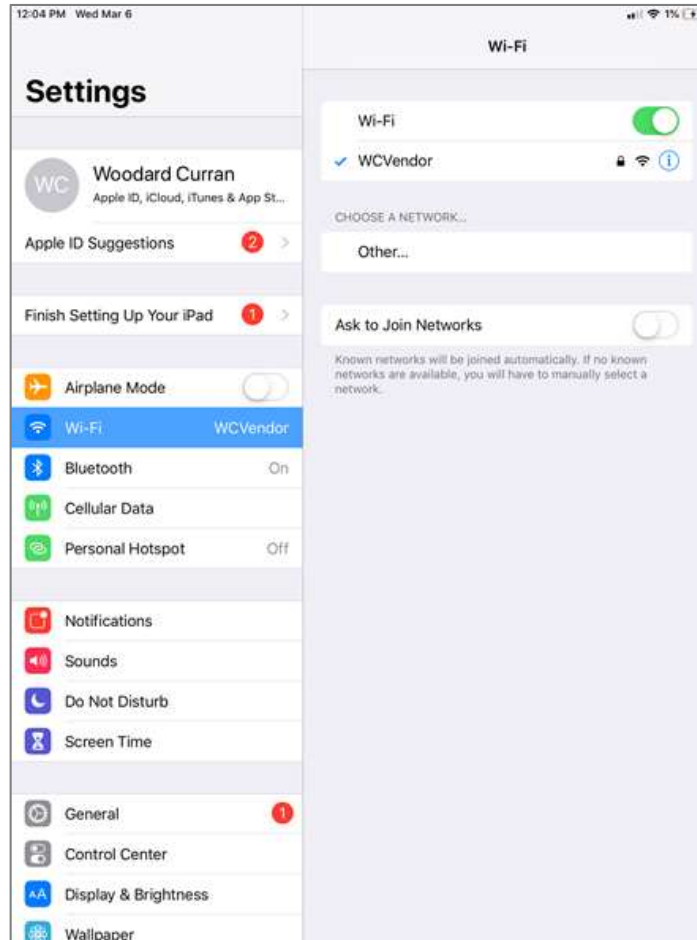 12:04 PM Wed Mar 6
1%
Settings
WC
Woodard Curran
Apple ID, iCloud, iTunes & App St...
Apple ID Suggestions 2
Finish Setting Up Your iPad 1
Airplane Mode
Wi-Fi WCVendor
Bluetooth On
Cellular Data
Personal Hotspot Off
Notifications
Sounds
Do Not Disturb
Screen Time
General 1
Control Center
AA
Display & Brightness
Wallpaper
Wi-Fi
Wi-Fi
WCVendor
CHOOSE A NETWORK...
Other...
Ask to Join Networks
Known networks will be joined automatically. If no known
networks are available, you will have to manually select a
network.